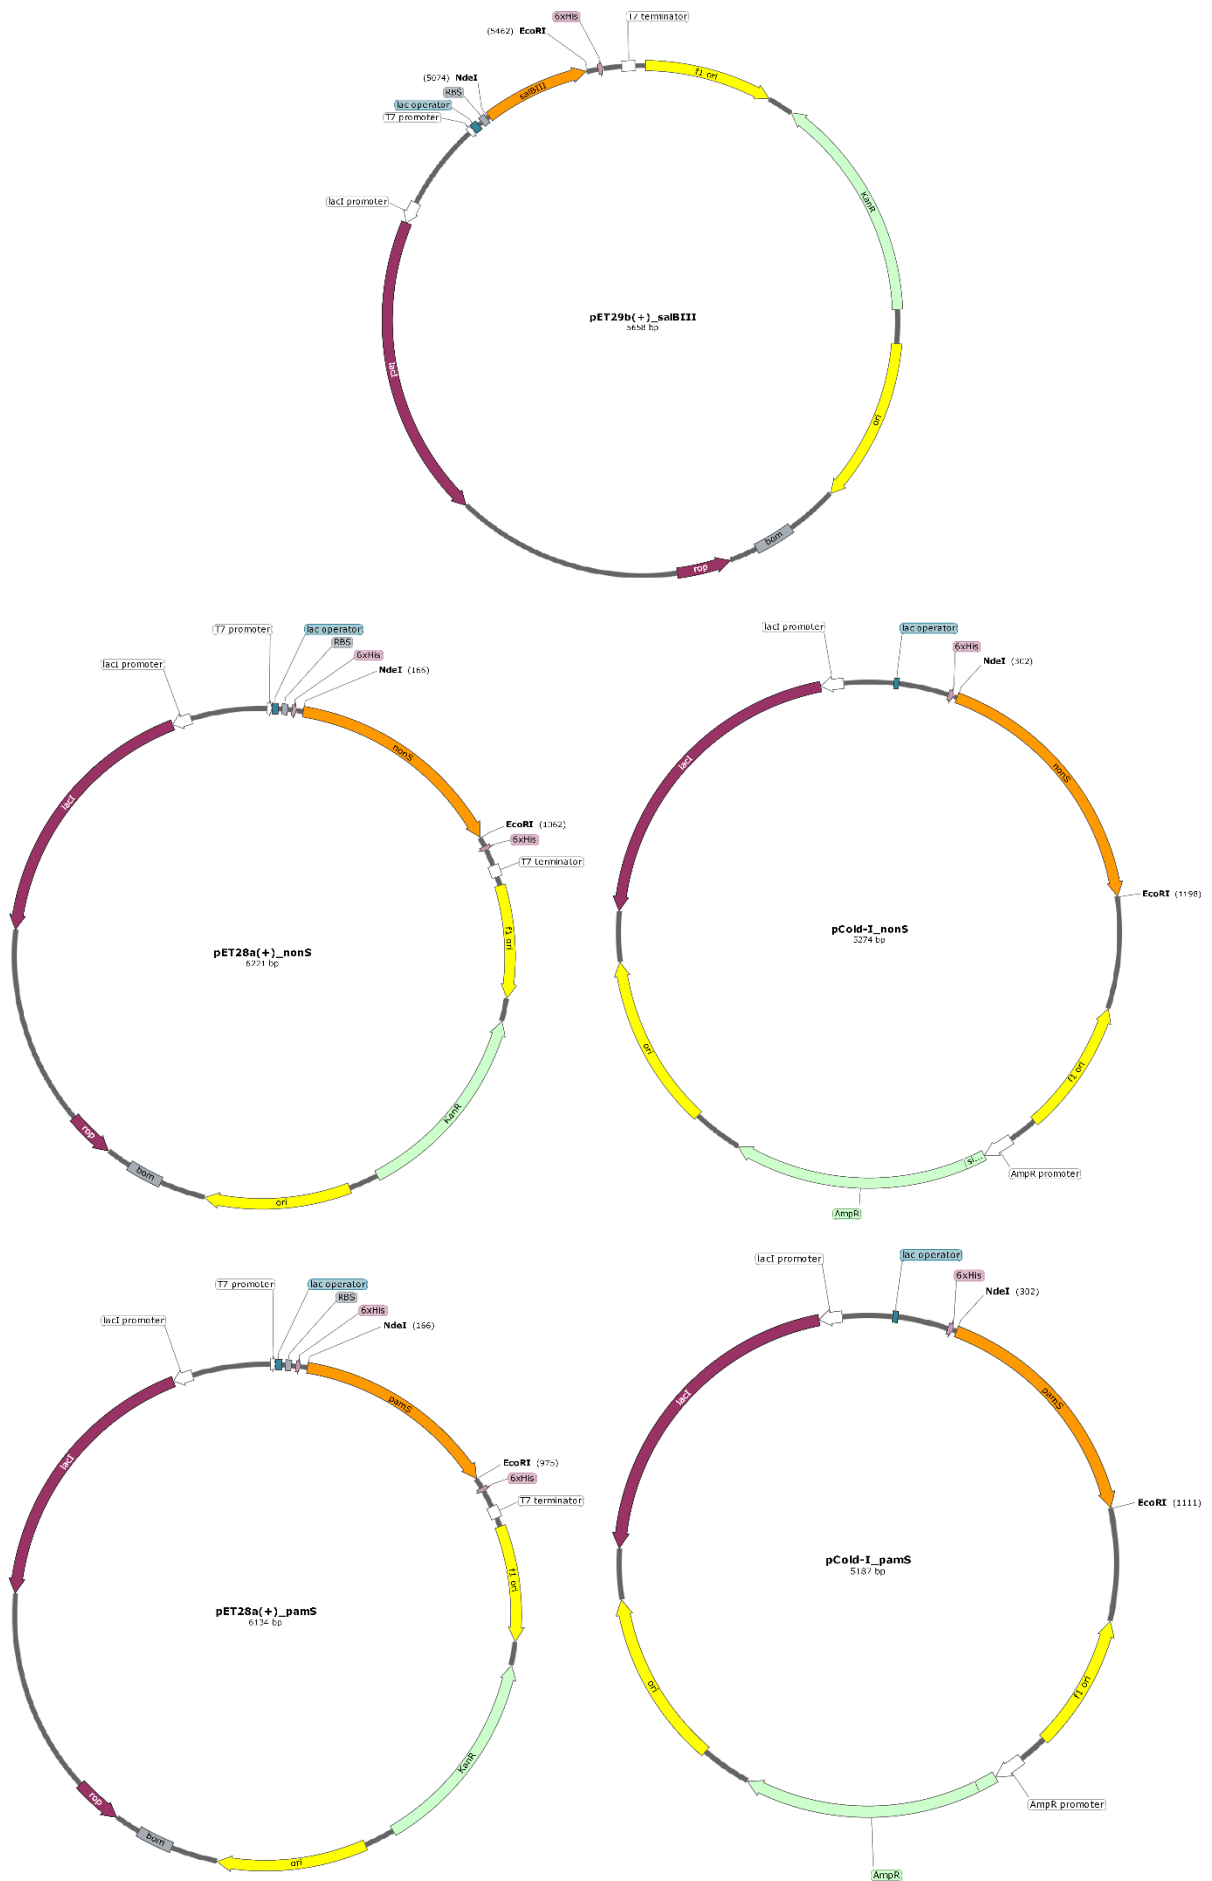 6xHis
T7 terminator
(5462) EcoRI
f1 ori
(5074) NdeI
salBIII
RBS
lac operator
T7 promoter
lacI promoter
KanR
pET29b(+)_salBIII
5658 bp
lacI
ori
bom
rop
T7 promoter
lac operator
RBS
6xHis
NdeI (166)
lacI promoter
nonS
lacI
EcoRI (1062)
6xHis
T7 terminator
f1 ori
pET28a(+)_nonS
6221 bp
KanR
rop
bom
ori
lacI promoter
lac operator
6xHis
NdeI (302)
nonS
lacI
EcoRI (1198)
pCold-I_nonS
5274 bp
ori
f1 ori
si...
AmpR promoter
AmpR
T7 promoter
lac operator
RBS
6xHis
NdeI (166)
lacI promoter
pamS
lacI
EcoRI (975)
6xHis
T7 terminator
f1 ori
pET28a(+)_pamS
6134 bp
KanR
rop
bom
ori
lacI promoter
lac operator
6xHis
NdeI (302)
pamS
lacI
EcoRI (1111)
pCold-I_pamS
5187 bp
ori
f1 ori
AmpR promoter
AmpR